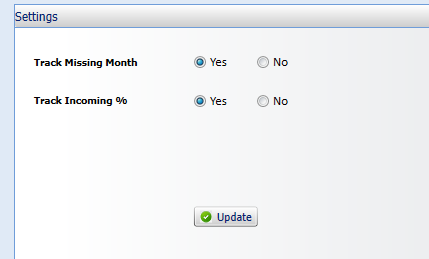 Settings
Track Missing Month Yes No
Track Incoming % Yes No
Update